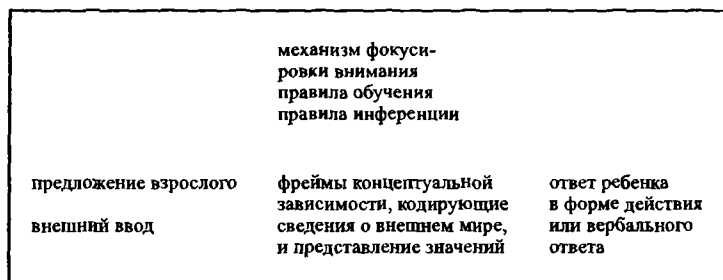 механизм фокуси-
ровки внимания
правила обучения
правила инференции
предложение взрослого
внешний ввод
фреймы концептуальной
зависимости, кодирующие
сведения о внешнем мире,
и представление значений
ответ ребенка
в форме действия
или вербального
ответа